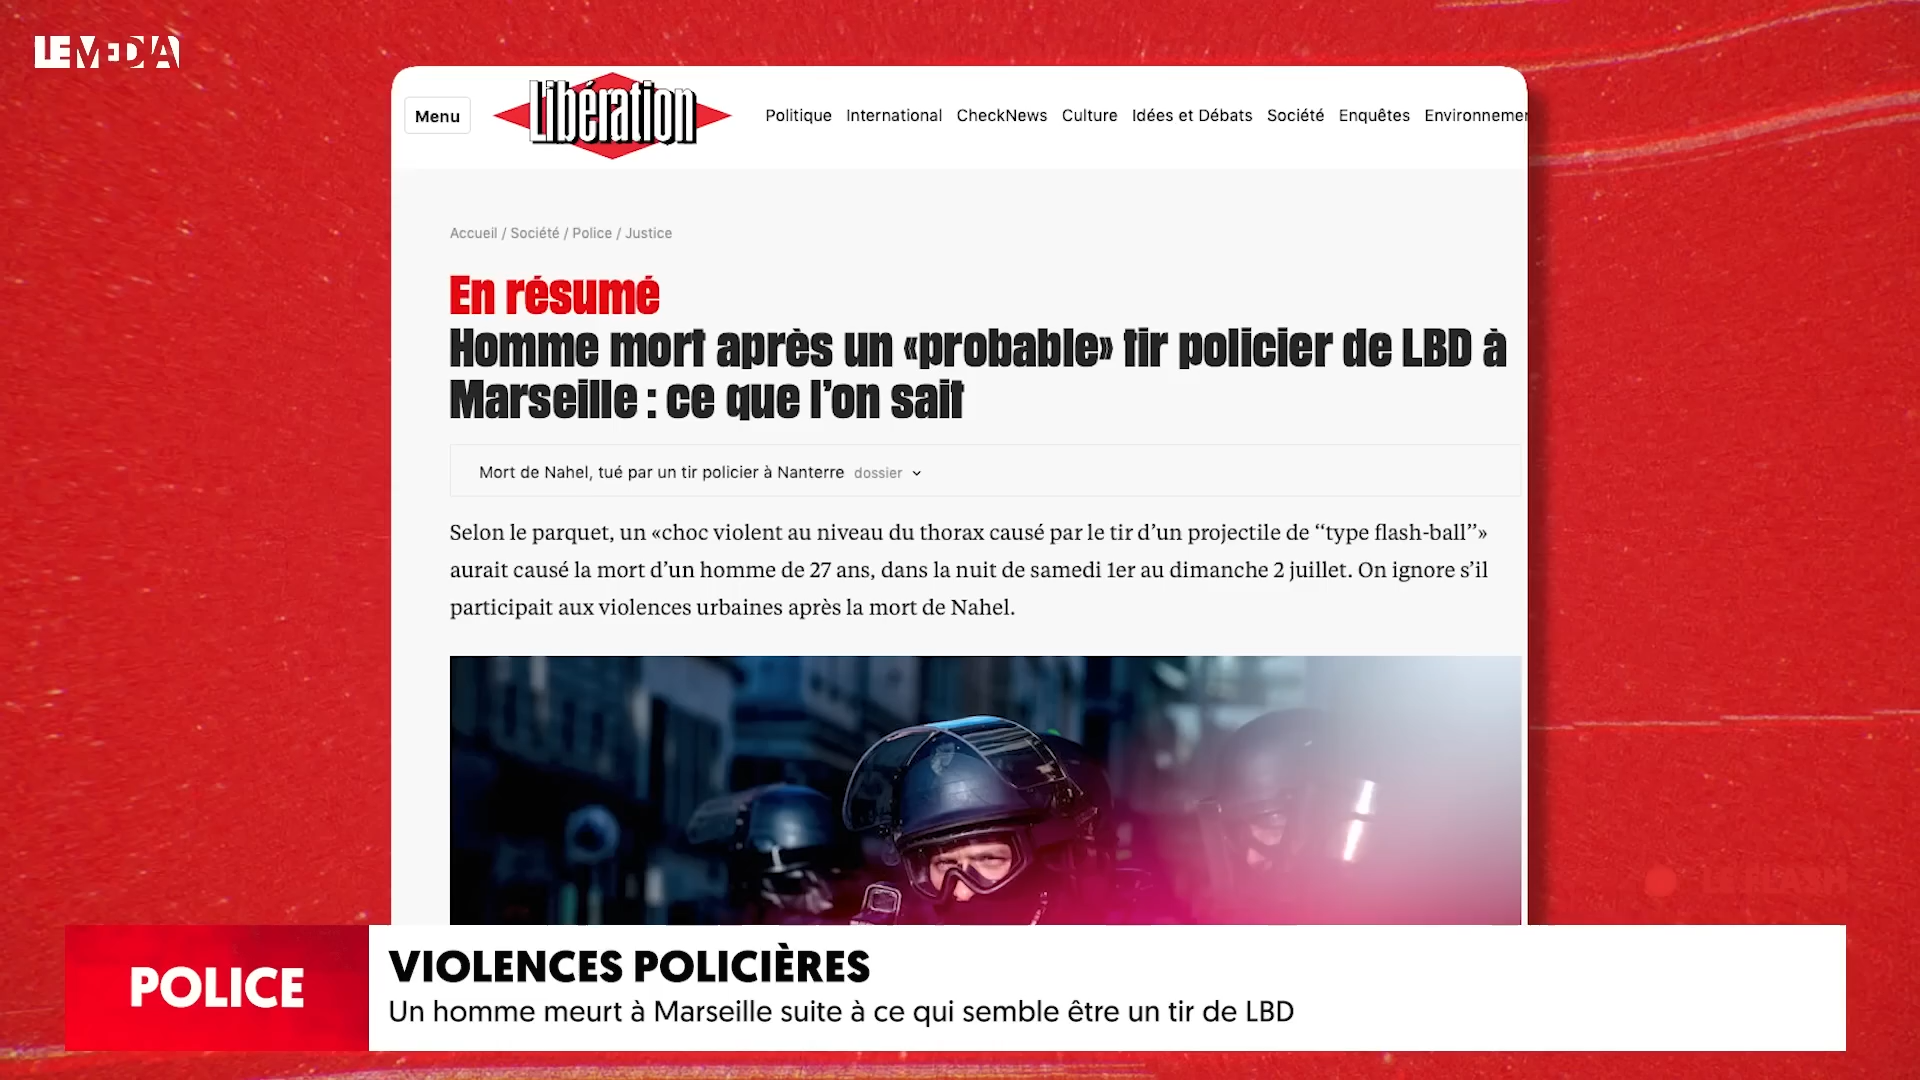 LE MEDIA
Menu
Libération
Politique International CheckNews Culture Idées et Débats Société Enquêtes Environnemen
Accueil / Société / Police / Justice
En résumé
Homme mort après un «probable» tir policier de LBD à
Marseille : ce que l’on sait
Mort de Nahel, tué par un tir policier à Nanterre dossier
Selon le parquet, un «choc violent au niveau du thorax causé par le tir d’un projectile de “type flash-ball”»
aurait causé la mort d’un homme de 27 ans, dans la nuit de samedi 1er au dimanche 2 juillet. On ignore s’il
participait aux violences urbaines après la mort de Nahel.
LE FLASH
POLICE
VIOLENCES POLICIÈRES
Un homme meurt à Marseille suite à ce qui semble être un tir de LBD